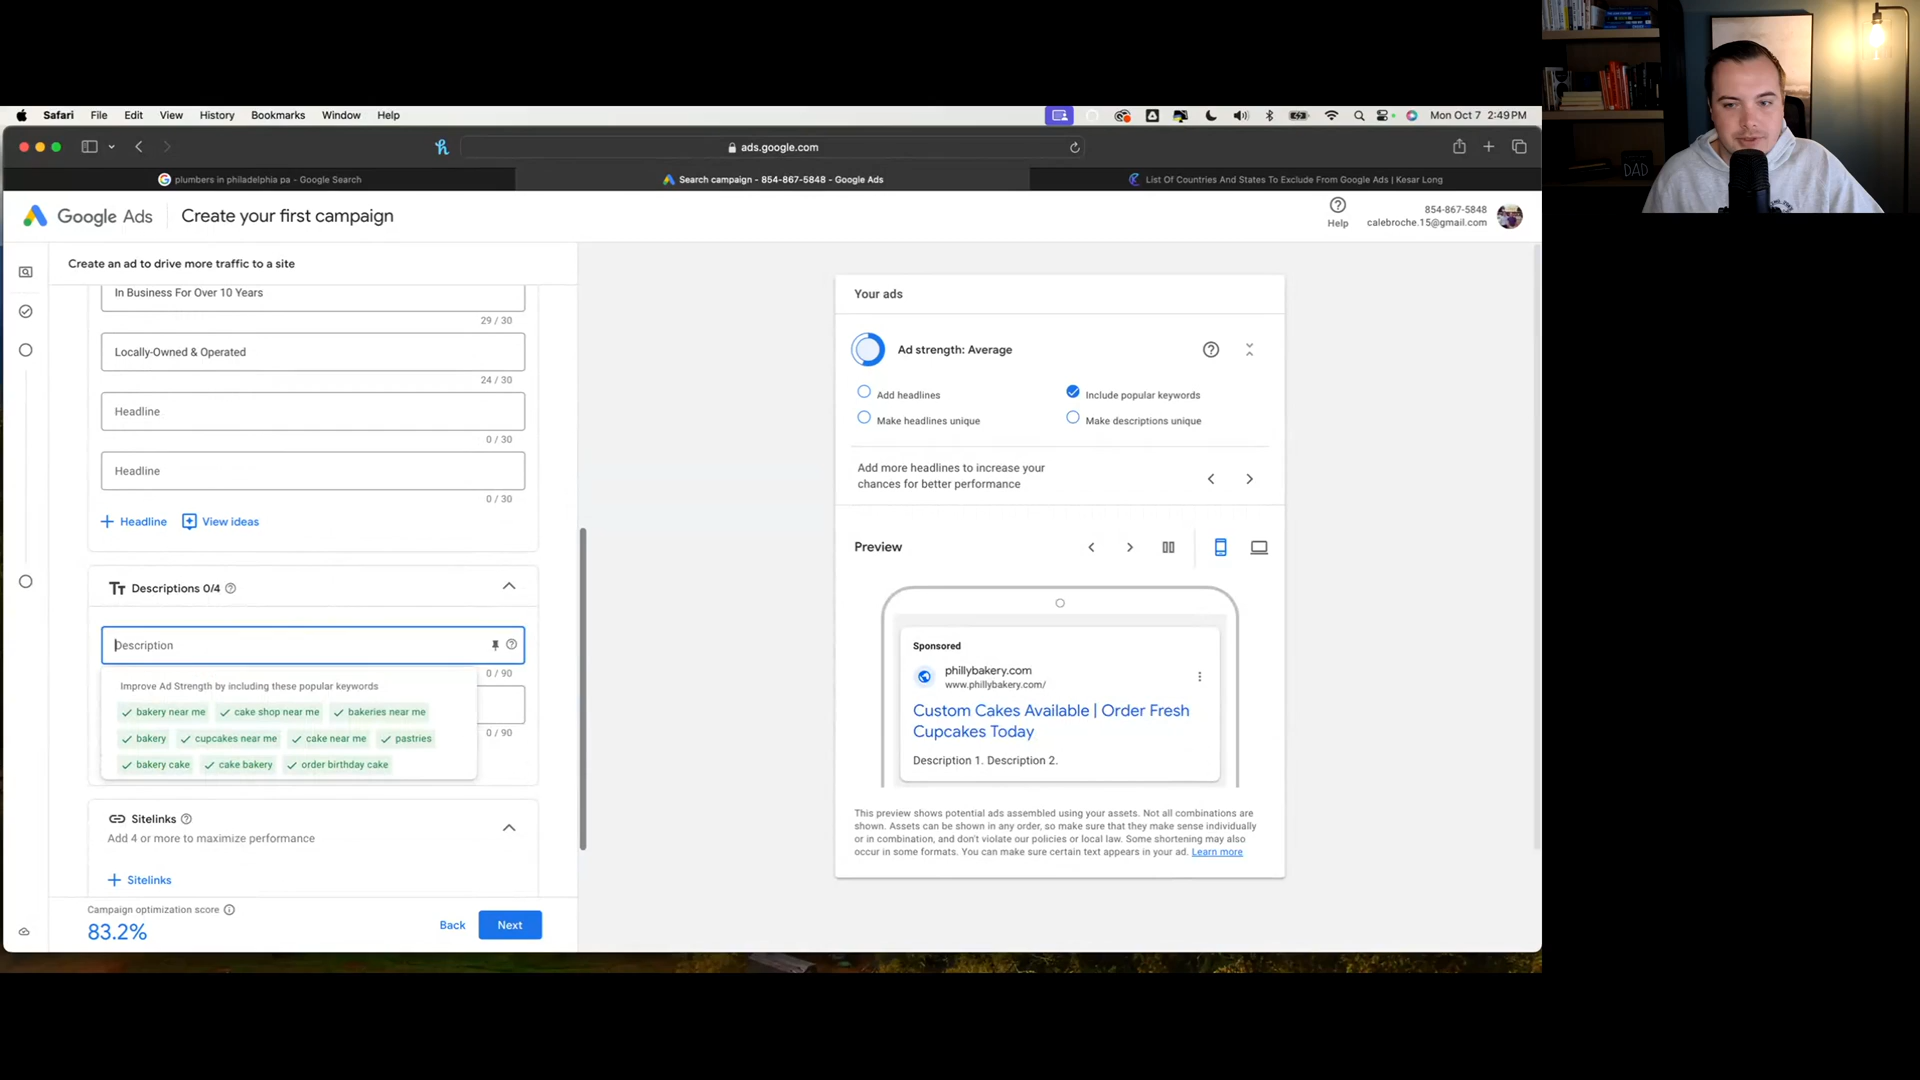 Safari File Edit View History Bookmarks Window Help
Mon Oct 7 2:49 PM
ads.google.com
plumbers in philadelphia pa - Google Search
Search campaign - 854-867-5848 - Google Ads
List Of Countries And States To Exclude From Google Ads | Kesar Long
Google Ads
Create your first campaign
Help
854-867-5848
calebroche.15@gmail.com
Create an ad to drive more traffic to a site
In Business For Over 10 Years
29 / 30
Locally-Owned & Operated
24 / 30
Headline
0 / 30
Headline
0 / 30
+ Headline
View ideas
Descriptions 0/4
Description
0 / 90
Improve Ad Strength by including these popular keywords
bakery near me
cake shop near me
bakeries near me
bakery
cupcakes near me
cake near me
pastries
bakery cake
cake bakery
order birthday cake
0 / 90
Sitelinks
Add 4 or more to maximize performance
+ Sitelinks
Campaign optimization score
83.2%
Back
Next
Your ads
Ad strength: Average
Add headlines
Include popular keywords
Make headlines unique
Make descriptions unique
Add more headlines to increase your
chances for better performance
Preview
Sponsored
phillybakery.com
www.phillybakery.com/
Custom Cakes Available | Order Fresh
Cupcakes Today
Description 1. Description 2.
This preview shows potential ads assembled using your assets. Not all combinations are
shown. Assets can be shown in any order, so make sure that they make sense individually
or in combination, and don't violate our policies or local law. Some shortening may also
occur in some formats. You can make sure certain text appears in your ad. Learn more
DAD